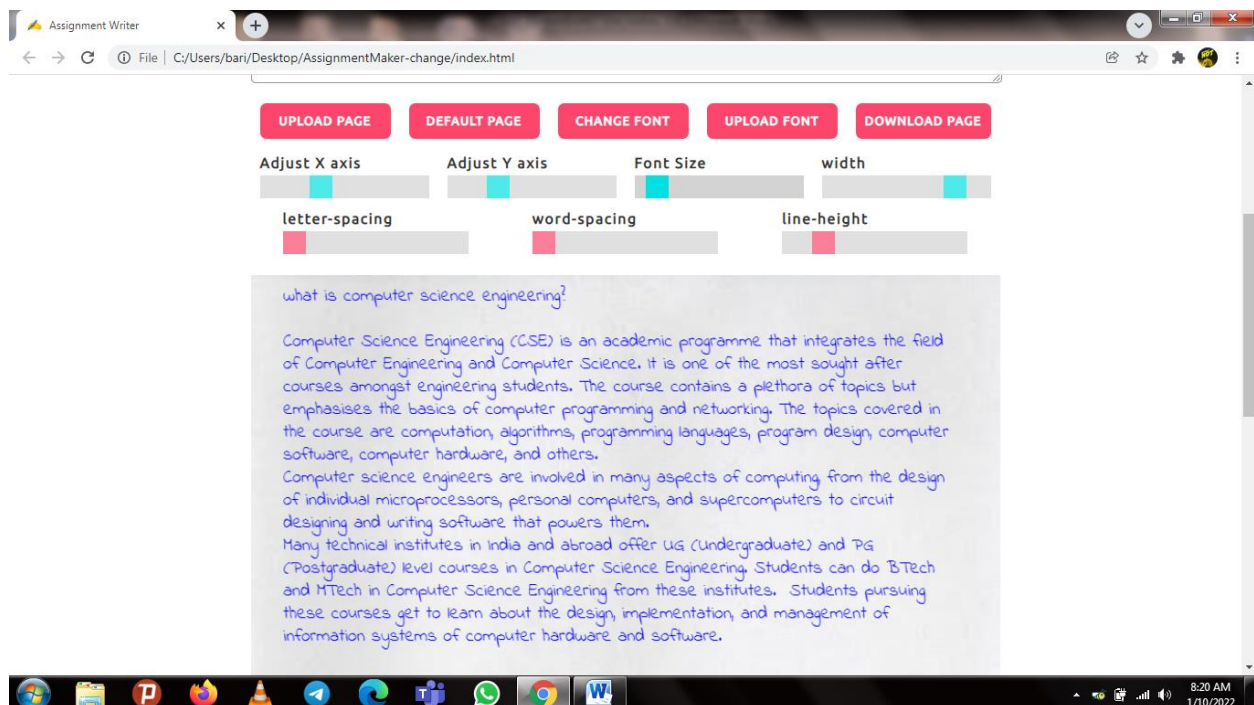 Assignment Writer
File | C:/Users/bari/Desktop/AssignmentMaker-change/index.html
UPLOAD PAGE DEFAULT PAGE CHANGE FONT UPLOAD FONT DOWNLOAD PAGE
Adjust X axis Adjust Y axis Font Size width
letter-spacing word-spacing line-height
what is computer science engineering?
Computer Science Engineering (CSE) is an academic programme that integrates the field
of Computer Engineering and Computer Science. It is one of the most sought after
courses amongst engineering students. The course contains a plethora of topics but
emphasises the basics of computer programming and networking. The topics covered in
the course are computation, algorithms, programming languages, program design, computer
software, computer hardware, and others.
Computer science engineers are involved in many aspects of computing, from the design
of individual microprocessors, personal computers, and supercomputers to circuit
designing and writing software that powers them.
Many technical institutes in India and abroad offer UG (Undergraduate) and PG
(Postgraduate) level courses in Computer Science Engineering. Students can do BTech
and MTech in Computer Science Engineering from these institutes. Students pursuing
these courses get to learn about the design, implementation, and management of
information systems of computer hardware and software.
8:20 AM
1/10/2022